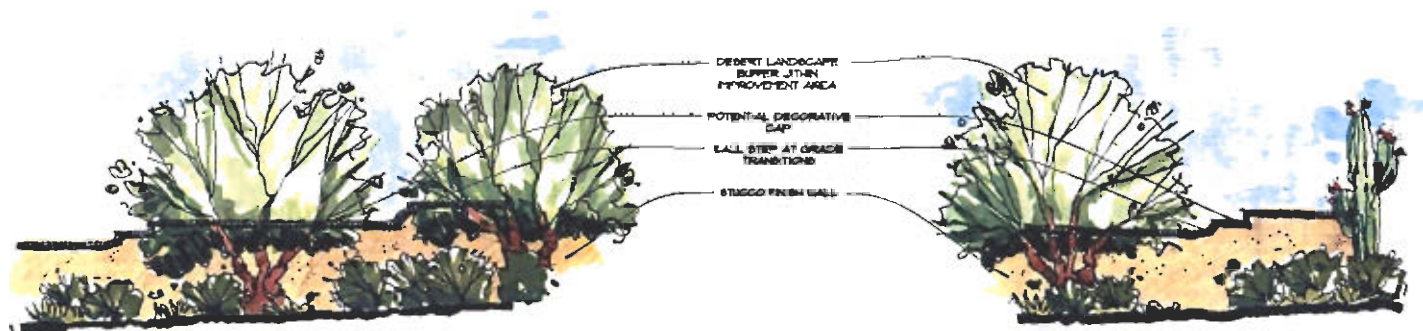 DESERT LANDSCAPE
BUFFER WITHIN
IMPROVEMENT AREA
POTENTIAL DECORATIVE
CAP
WALL STEP AT GRADE
TRANSITIONS
STUCCO FINISH WALL